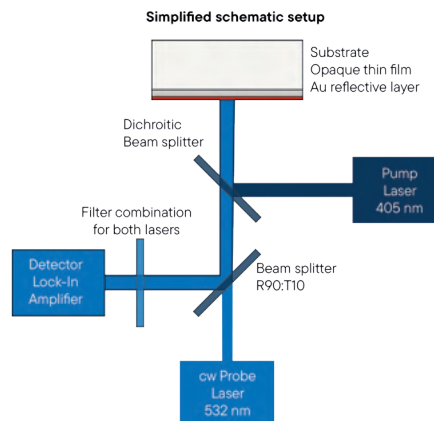 Simplified schematic setup
Substrate
Opaque thin film
Au reflective layer
Dichroitic
Beam splitter
Pump
Laser
405 nm
Filter combination
for both lasers
Detector
Lock-In
Amplifier
Beam splitter
R90:T10
cw Probe
Laser
532 nm